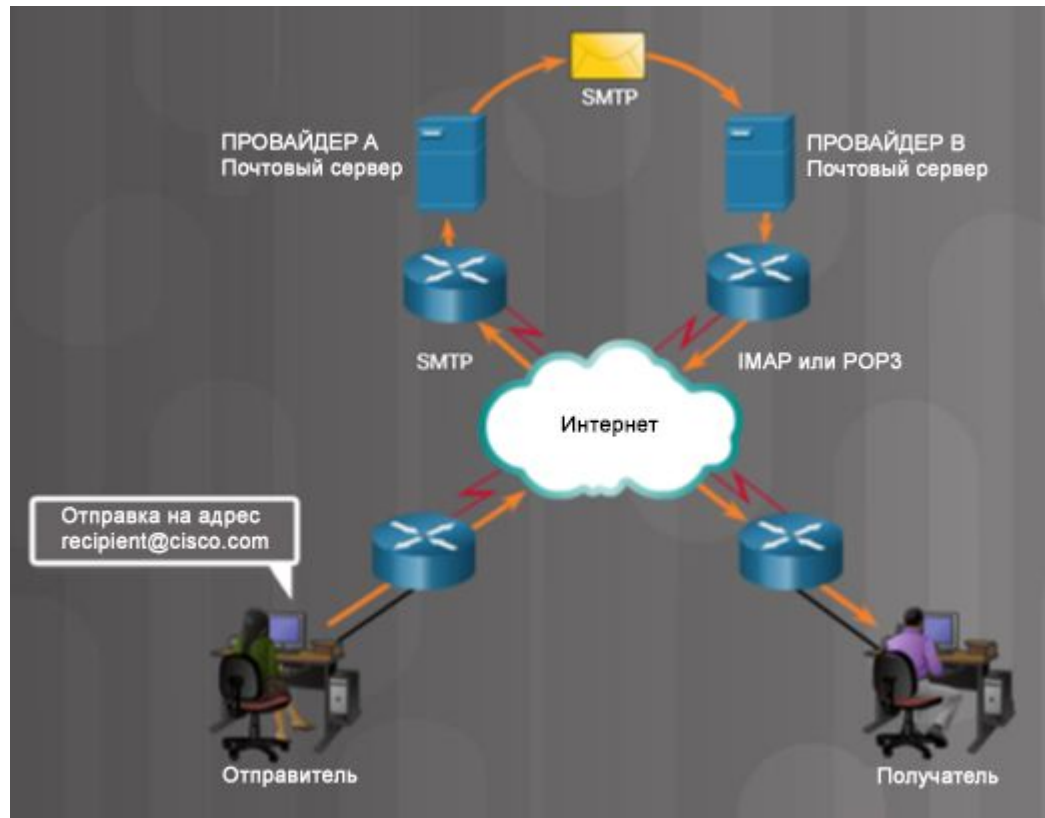 SMTP
ПРОВАЙДЕР А
Почтовый сервер
ПРОВАЙДЕР В
Почтовый сервер
SMTP
IMAP или POP3
Интернет
Отправка на адрес
recipient@cisco.com
Отправитель
Получатель